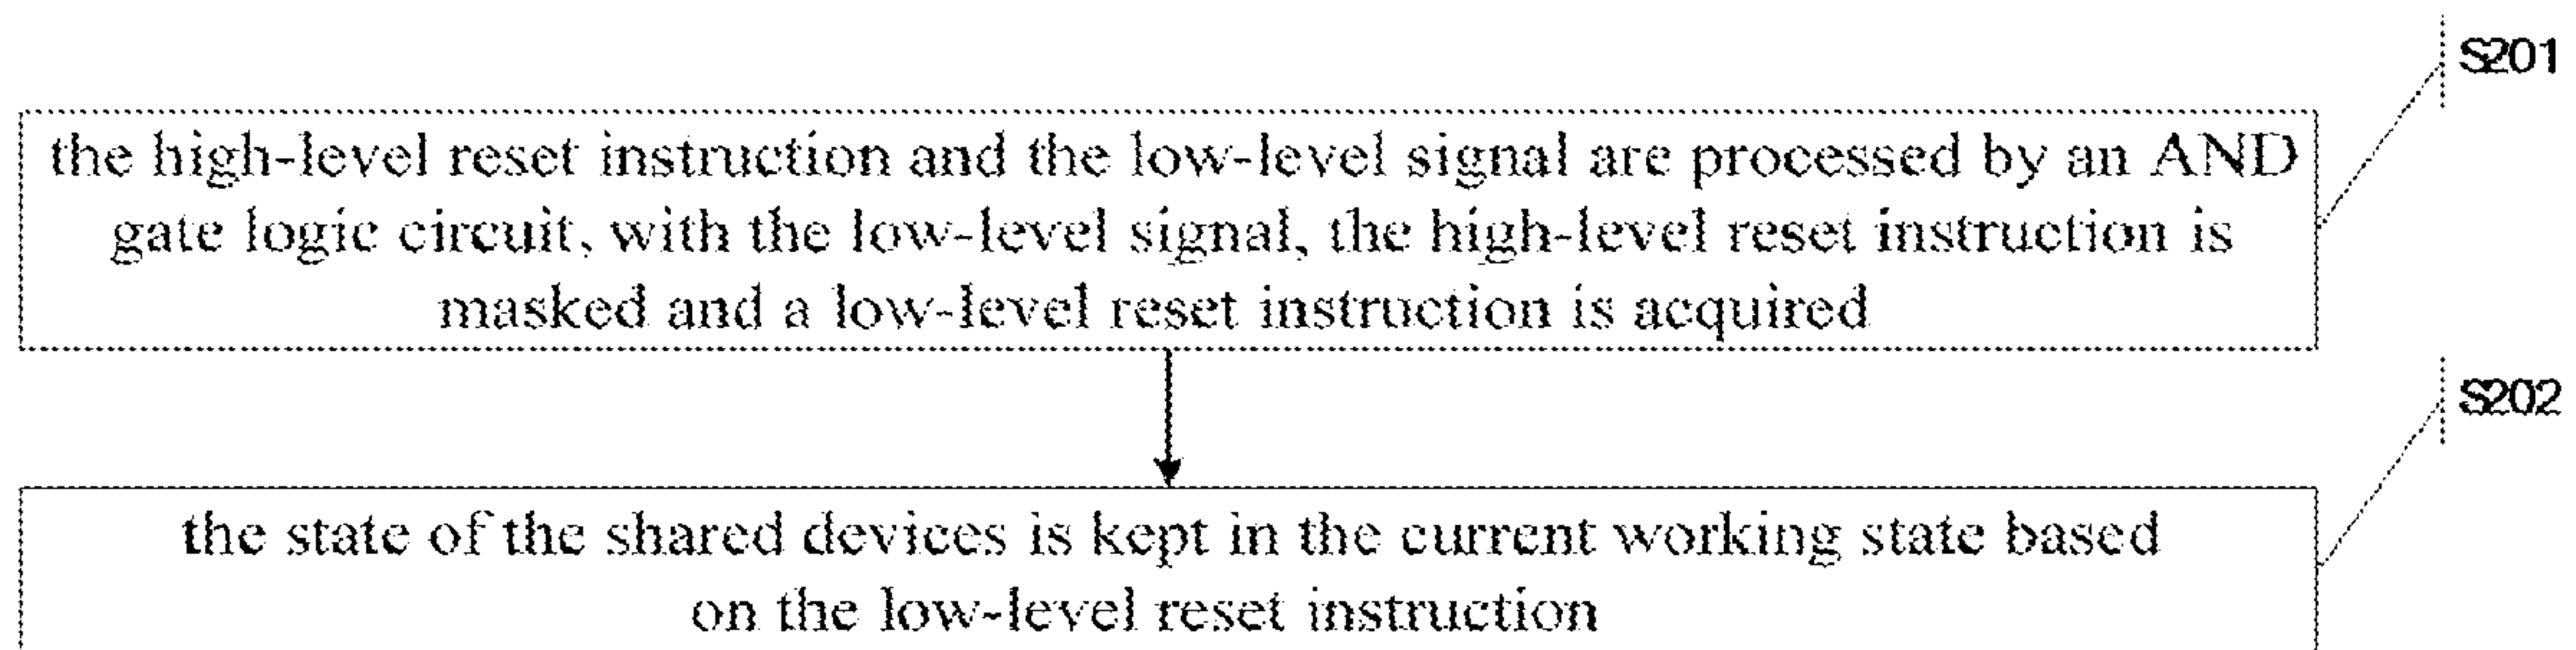 S201
the high-level reset instruction and the low-level signal are processed by an AND
gate logic circuit, with the low-level signal, the high-level reset instruction is
masked and a low-level reset instruction is acquired
S202
the state of the shared devices is kept in the current working state based
on the low-level reset instruction